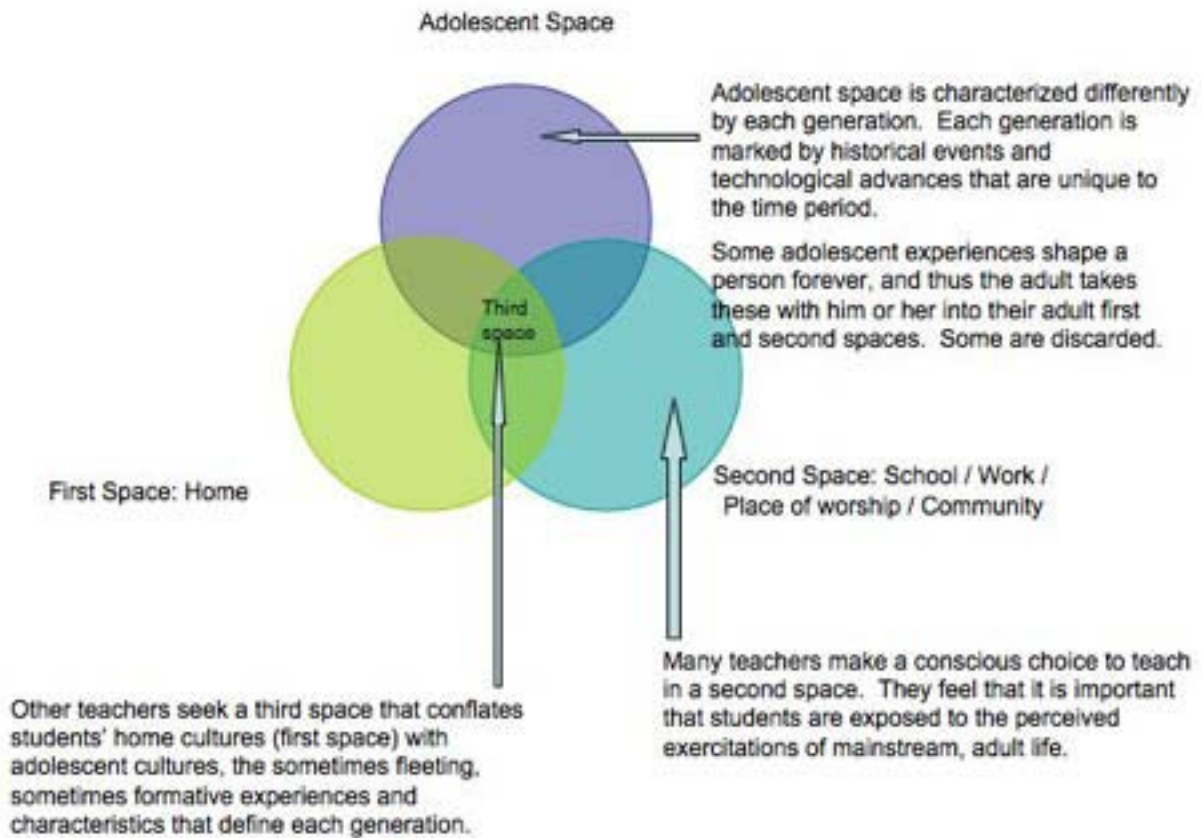 Adolescent Space
Adolescent space is characterized differently
by each generation. Each generation is
marked by historical events and
technological advances that are unique to
the time period.
Some adolescent experiences shape a
person forever, and thus the adult takes
these with him or her into their adult first
and second spaces. Some are discarded.
Third
space
First Space: Home
Second Space: School / Work /
Place of worship / Community
Many teachers make a conscious choice to teach
in a second space. They feel that it is important
that students are exposed to the perceived
exercitations of mainstream, adult life.
Other teachers seek a third space that conflates
students' home cultures (first space) with
adolescent cultures, the sometimes fleeting,
sometimes formative experiences and
characteristics that define each generation.